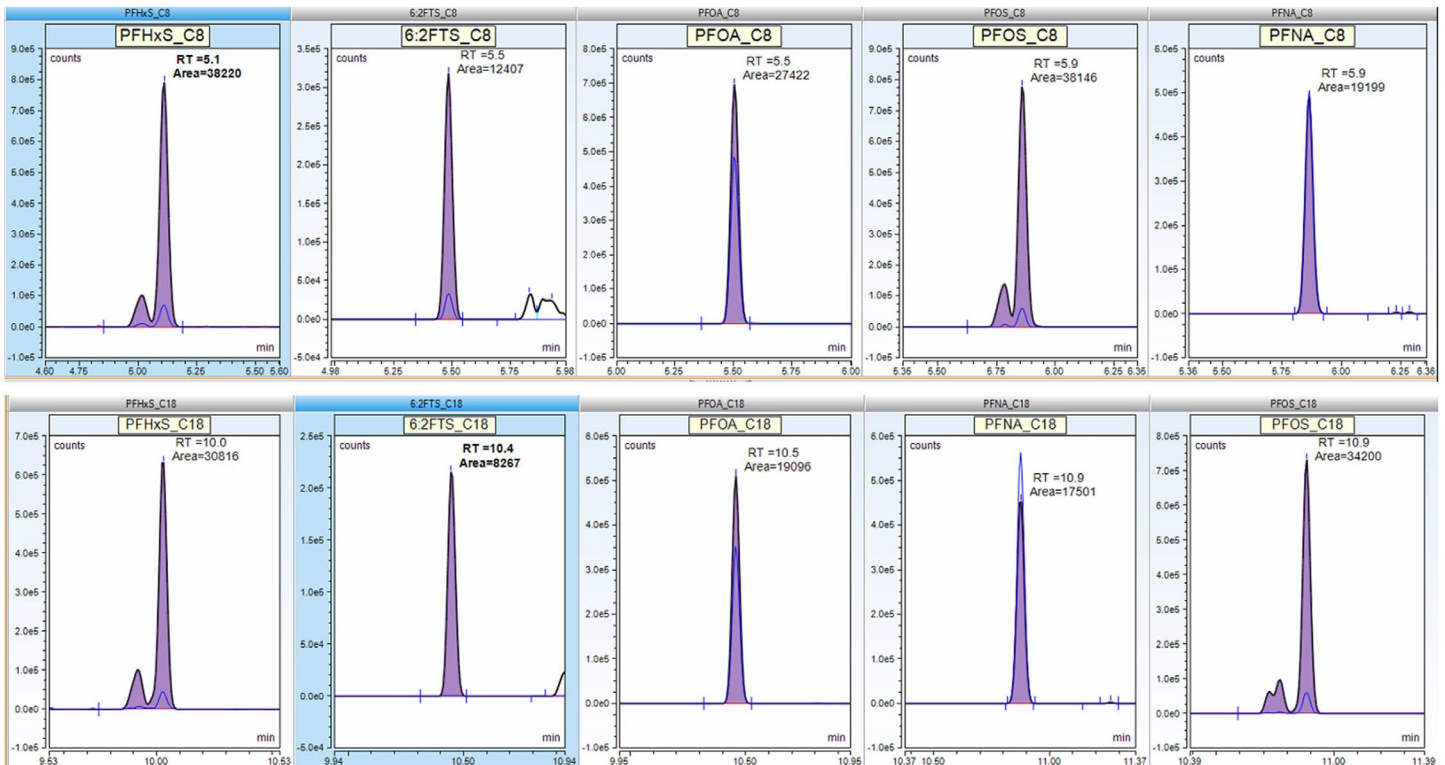 PFHxS_C8
PFHxS_C8
counts
RT =5.1
Area=38220
9.0e5
8.0e5
7.0e5
6.0e5
5.0e5
4.0e5
3.0e5
2.0e5
1.0e5
0.0e0
-1.0e5
min
4.60 4.75 5.00 5.25 5.50 5.60
6:2FTS_C8
6:2FTS_C8
counts
RT =5.5
Area=12407
3.5e5
3.0e5
2.5e5
2.0e5
1.5e5
1.0e5
5.0e4
0.0e0
-5.0e4
min
4.98 5.25 5.50 5.75 5.98
PFOA_C8
PFOA_C8
counts
RT =5.5
Area=27422
8.0e5
7.0e5
6.0e5
5.0e5
4.0e5
3.0e5
2.0e5
1.0e5
0.0e0
-1.0e5
min
5.00 5.25 5.50 5.75 6.00
PFOS_C8
PFOS_C8
counts
RT =5.9
Area=38146
9.0e5
8.0e5
7.0e5
6.0e5
5.0e5
4.0e5
3.0e5
2.0e5
1.0e5
0.0e0
-1.0e5
min
5.35 5.50 5.75 6.00 6.25 6.35
PFNA_C8
PFNA_C8
counts
RT =5.9
Area=19199
6.0e5
5.0e5
4.0e5
3.0e5
2.0e5
1.0e5
0.0e0
-1.0e5
min
5.36 5.50 5.75 6.00 6.25 6.36
PFHxS_C18
PFHxS_C18
counts
RT =10.0
Area=30816
7.0e5
6.0e5
5.0e5
4.0e5
3.0e5
2.0e5
1.0e5
0.0e0
-1.0e5
min
9.53 10.00 10.53
6:2FTS_C18
6:2FTS_C18
counts
RT =10.4
Area=8267
2.5e5
2.0e5
1.5e5
1.0e5
5.0e4
0.0e0
-5.0e4
min
9.94 10.50 10.94
PFOA_C18
PFOA_C18
counts
RT =10.5
Area=19096
6.0e5
5.0e5
4.0e5
3.0e5
2.0e5
1.0e5
0.0e0
-1.0e5
min
9.95 10.50 10.95
PFNA_C18
PFNA_C18
counts
RT =10.9
Area=17501
6.0e5
5.0e5
4.0e5
3.0e5
2.0e5
1.0e5
0.0e0
-1.0e5
min
10.37 10.50 11.00 11.37
PFOS_C18
PFOS_C18
counts
RT =10.9
Area=34200
8.0e5
7.0e5
6.0e5
5.0e5
4.0e5
3.0e5
2.0e5
1.0e5
0.0e0
-1.0e5
min
10.39 11.00 11.39